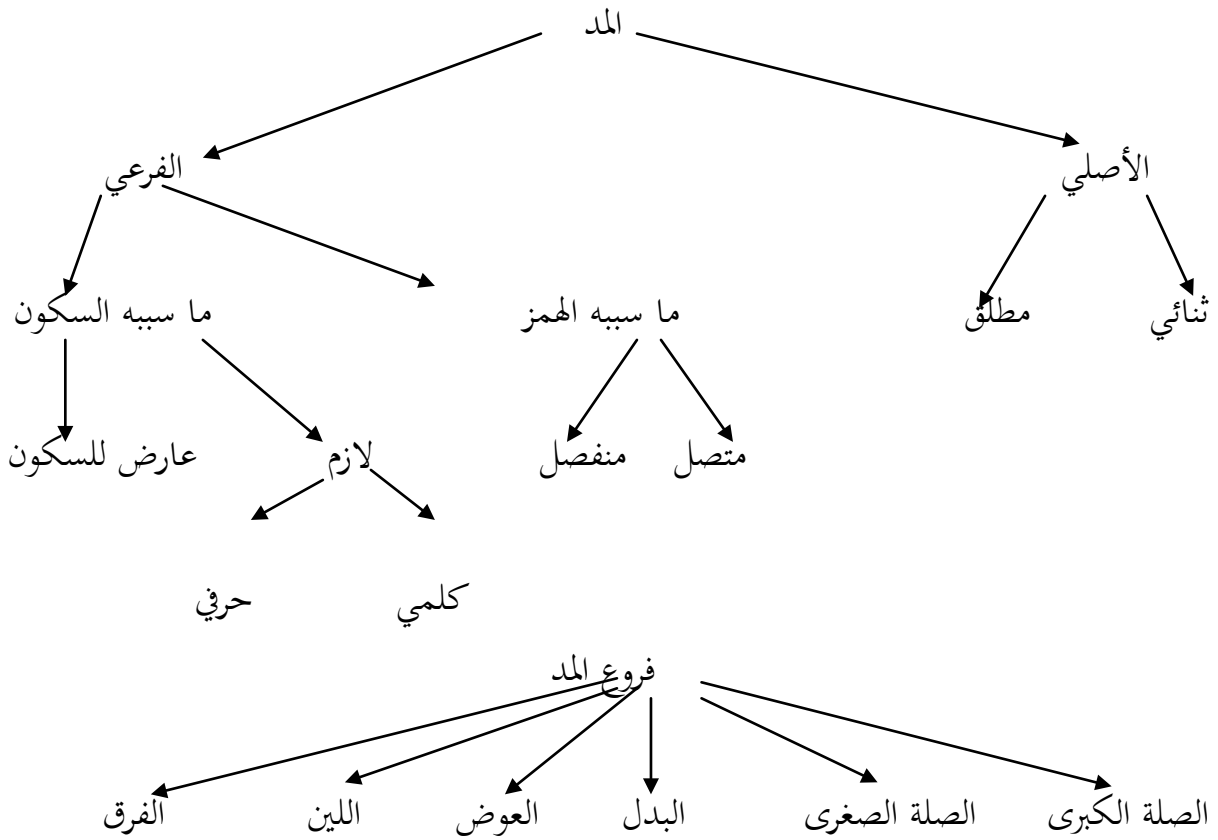 المد
الأصلي الفرعي
ثنائي مطلق ما سببه الهمز ما سببه السكون
متصل منفصل لازم عارض للسكون
كلمي حرفي
فروع المد
الصلة الكبرى الصلة الصغرى البدل العوض اللين الفرق